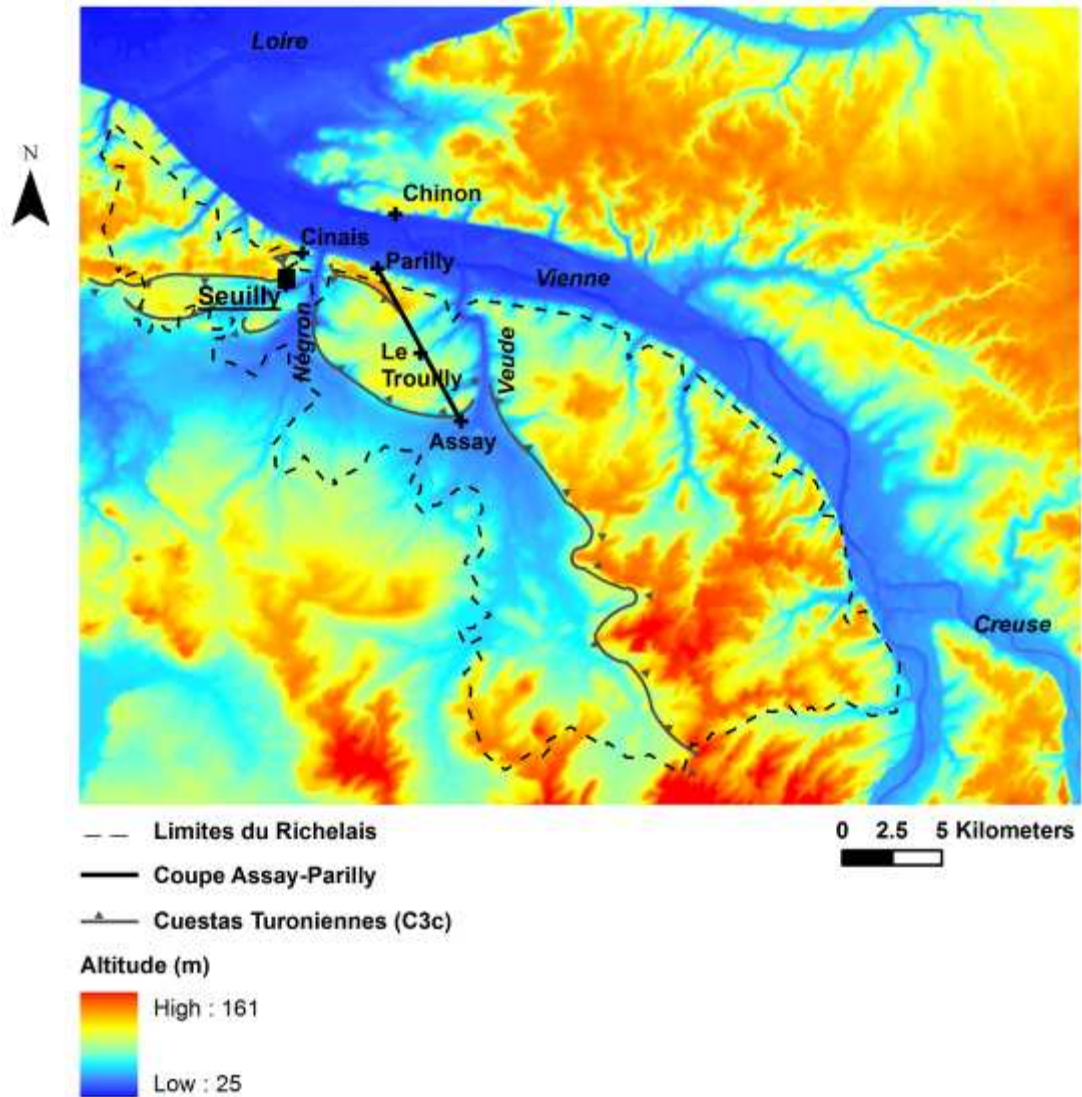 Loire
N
Chinon
Cinais
Parilly
Vienne
Seuilly
Négron
Le
Trouilly
Veude
Assay
Creuse
Limites du Richelais
0 2.5 5 Kilometers
Coupe Assay-Parilly
Cuestas Turoniennes (C3c)
Altitude (m)
High : 161
Low : 25